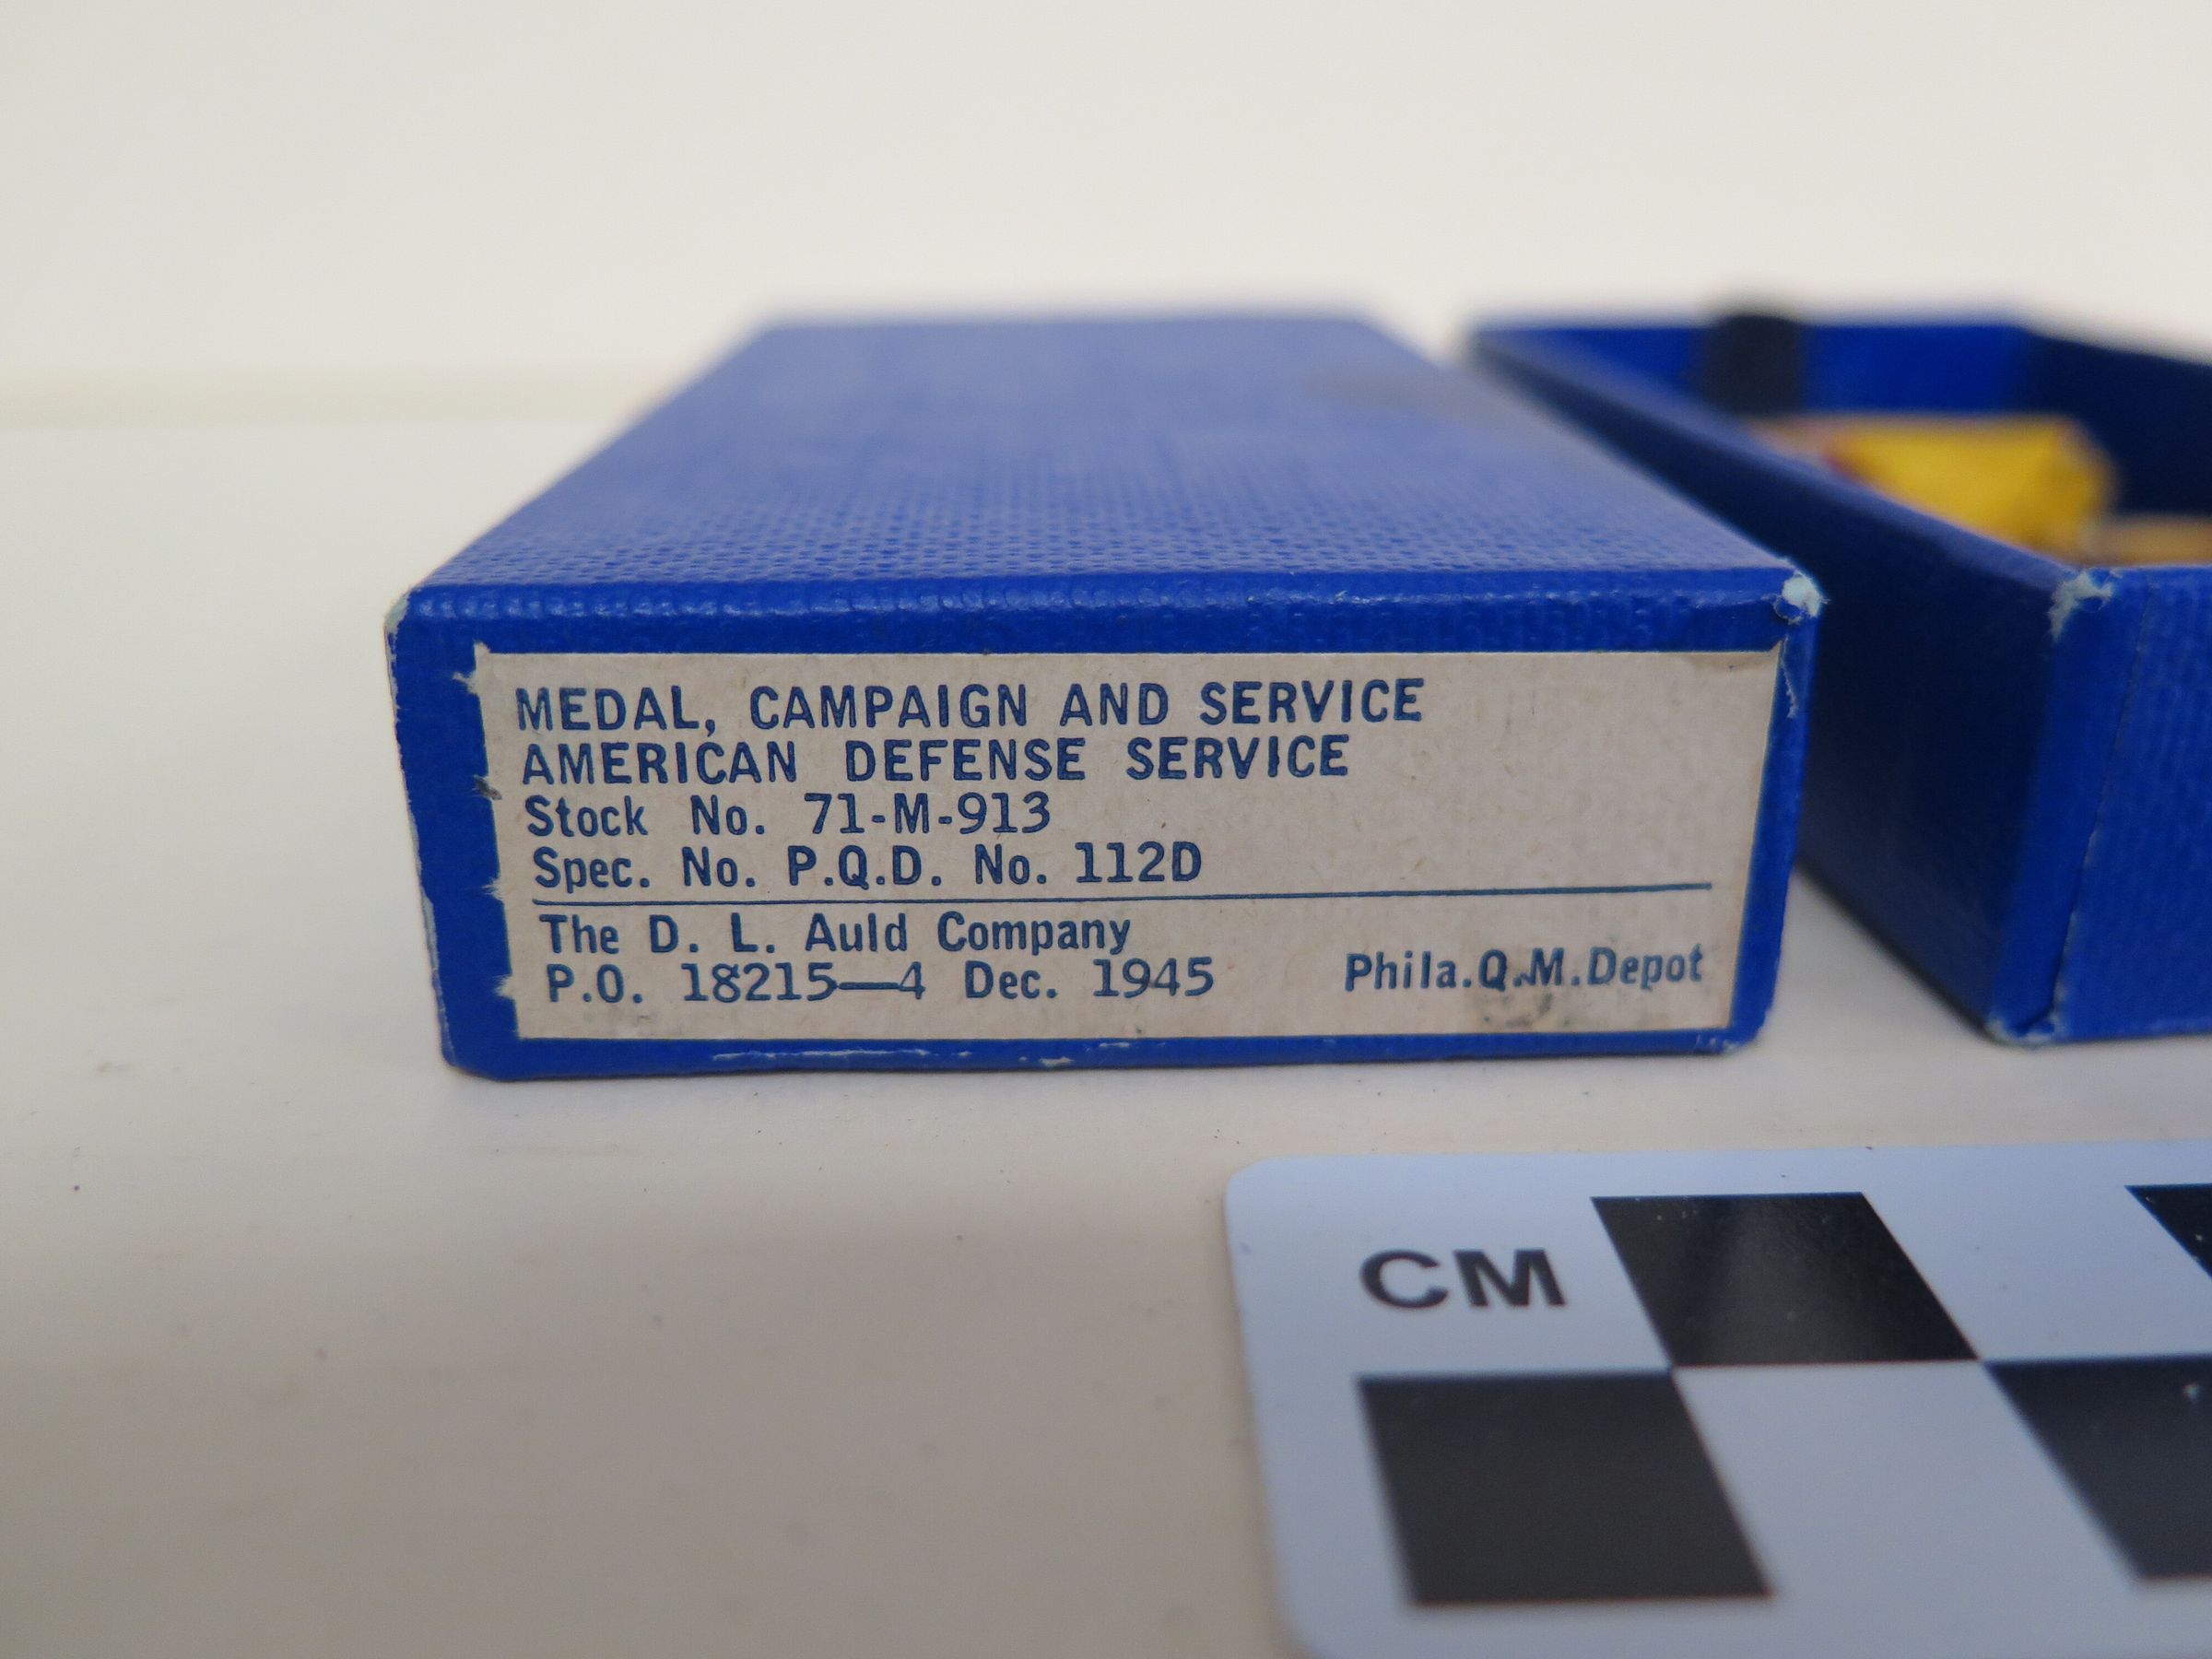 MEDAL, CAMPAIGN AND SERVICE
AMERICAN DEFENSE SERVICE
Stock No. 71-M-913
Spec. No. P.Q.D. No. 112D
The D. L. Auld Company
P.O. 18215—4 Dec. 1945 Phila.Q.M.Depot
CM